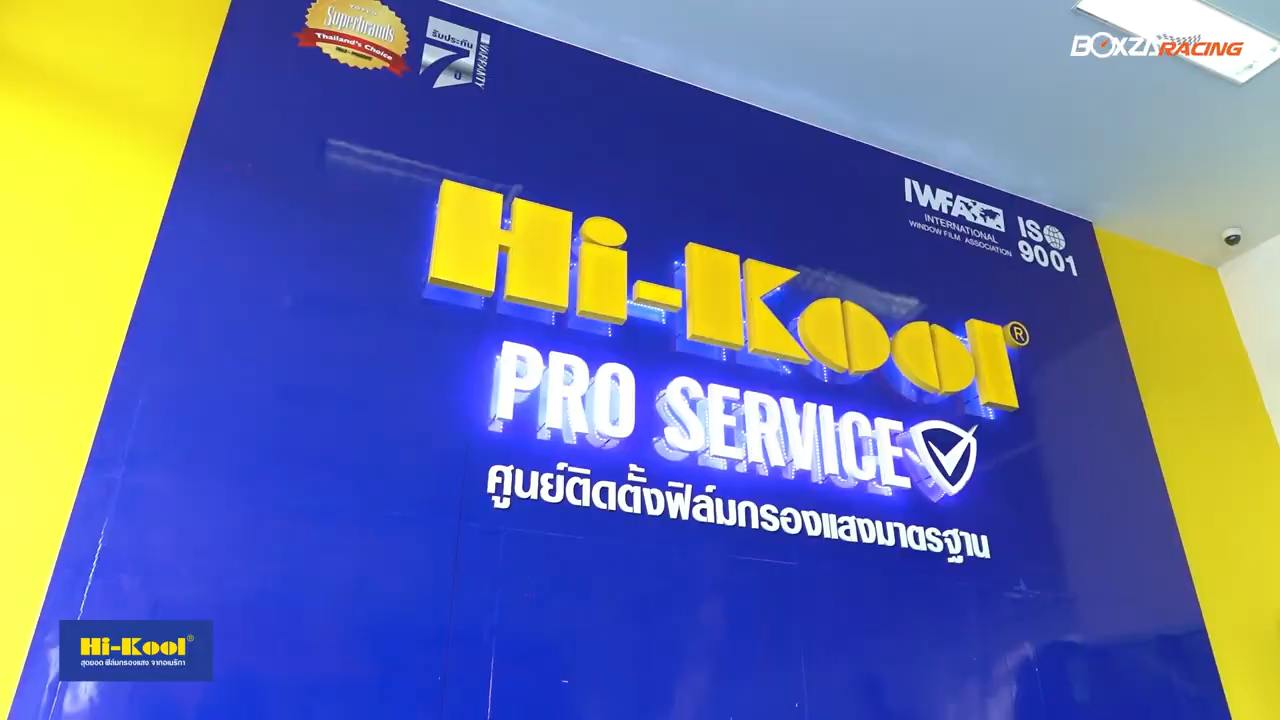 Superbrands
Thailand's Choice
รับประกัน
7
ปี
WARRANTY
BOXZA RACING
IWFA
INTERNATIONAL
WINDOW FILM ASSOCIATION
ISO
9001
Hi-Kool®
PRO SERVICE
ศูนย์ติดตั้งฟิล์มกรองแสงมาตรฐาน
Hi-Kool®
สุดยอด ฟิล์มกรองแสง จากอเมริกา